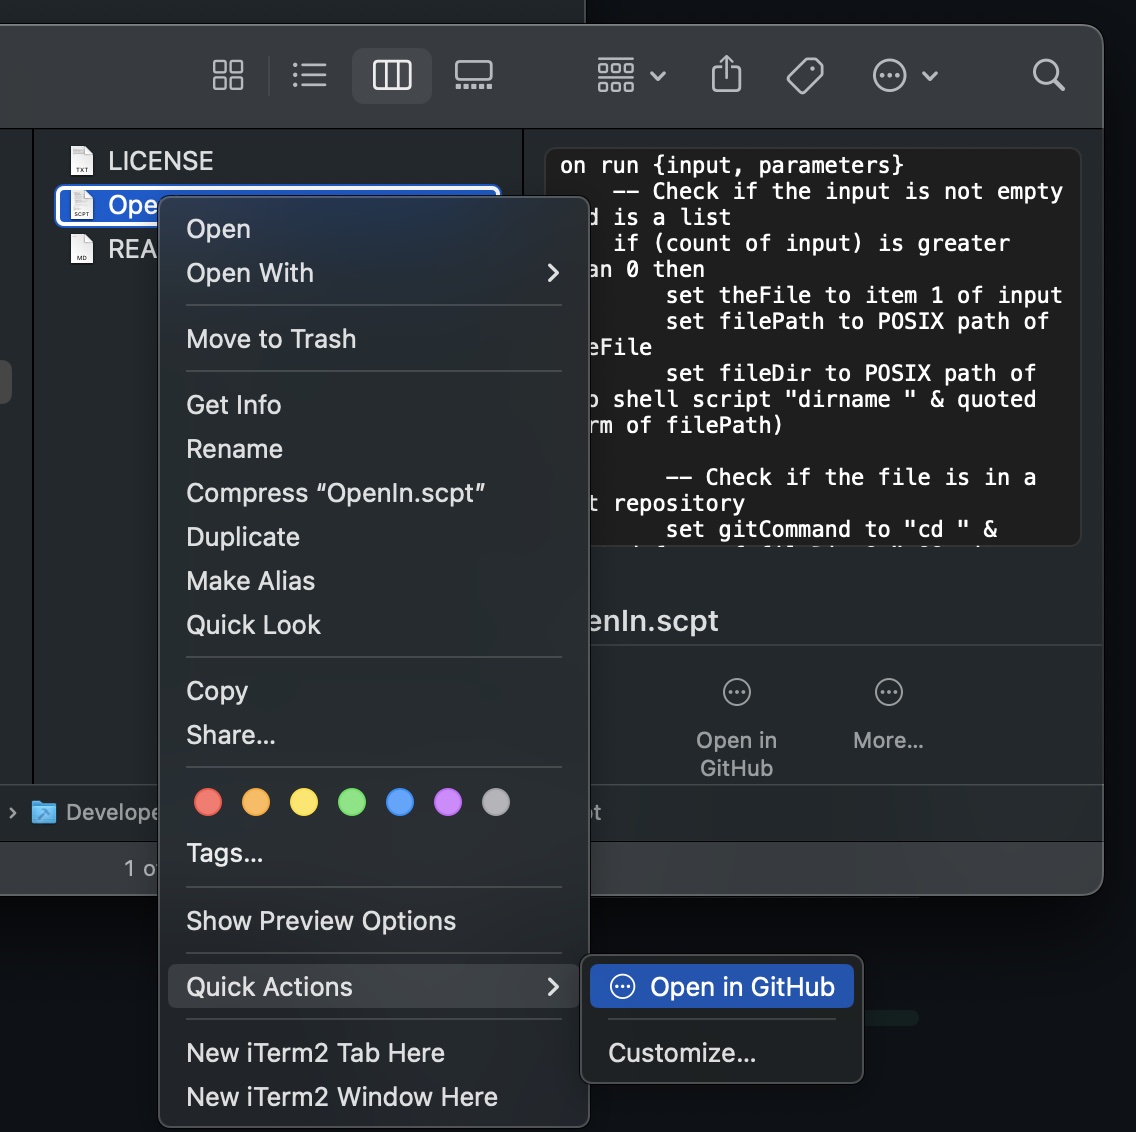 LICENSE
TXT
Ope
SCPT
REA
MD
on run {input, parameters}
-- Check if the input is not empty
d is a list
if (count of input) is greater
an 0 then
set theFile to item 1 of input
set filePath to POSIX path of
eFile
set fileDir to POSIX path of
o shell script "dirname " & quoted
rm of filePath)
-- Check if the file is in a
t repository
set gitCommand to "cd " &
Open
Open With
Move to Trash
Get Info
Rename
Compress “OpenIn.scpt”
Duplicate
Make Alias
Quick Look
Copy
Share...
Tags...
Show Preview Options
Quick Actions
New iTerm2 Tab Here
New iTerm2 Window Here
Open in GitHub
Customize...
enIn.scpt
Open in
GitHub
More...
Develope
pt
1 o